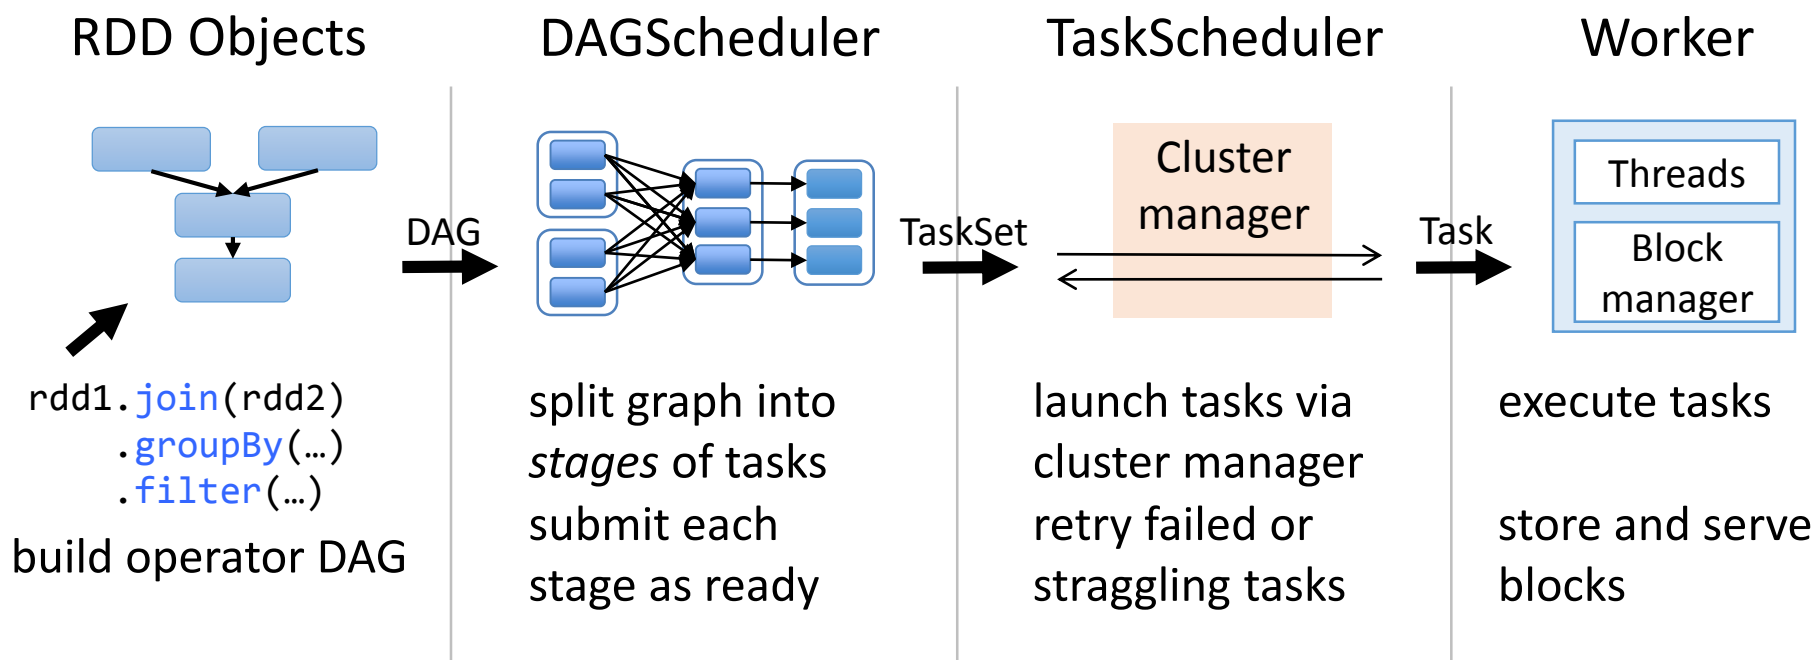 RDD Objects
DAGScheduler
TaskScheduler
Worker
DAG
TaskSet
Cluster
manager
Task
Threads
Block
manager
rdd1.join(rdd2)
.groupBy(…)
.filter(…)
build operator DAG
split graph into
stages of tasks
submit each
stage as ready
launch tasks via
cluster manager
retry failed or
straggling tasks
execute tasks
store and serve
blocks